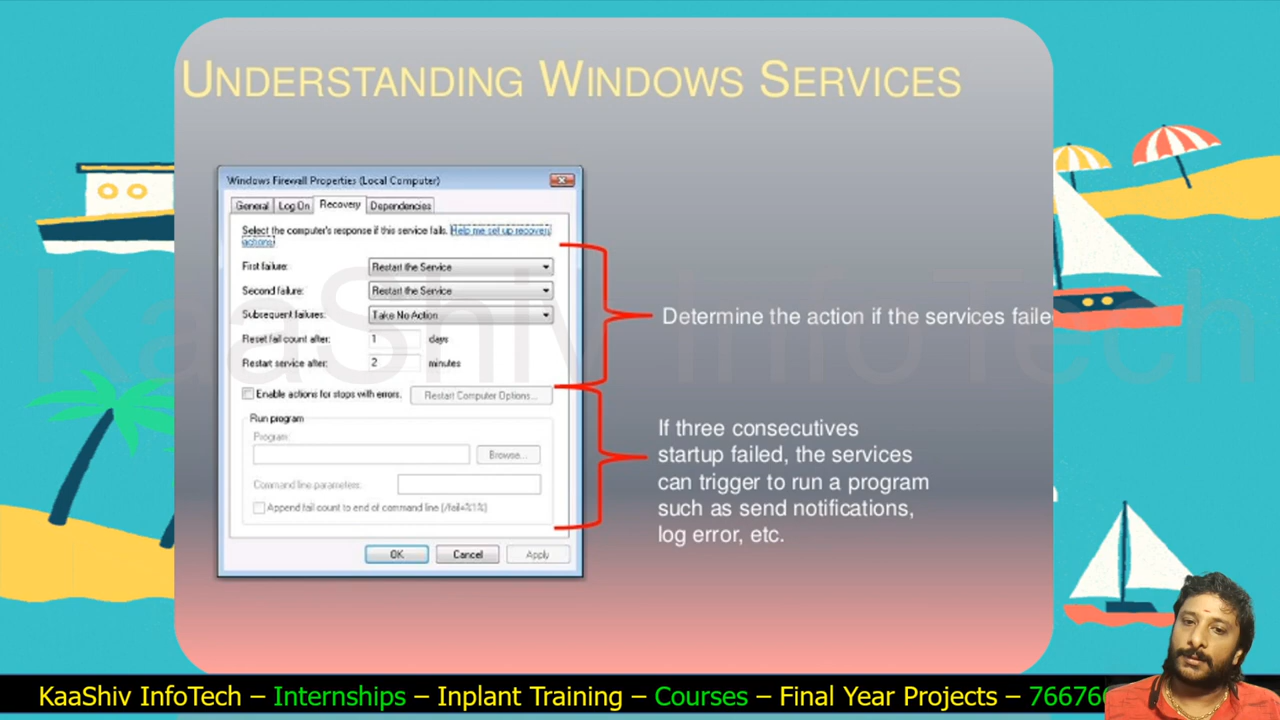 UNDERSTANDING WINDOWS SERVICES
Windows Firewall Properties (Local Computer)
General
Log On
Recovery
Dependencies
Select the computer's response if this service fails. Help me set up recovery
actions.
First failure:
Restart the Service
Second failure:
Restart the Service
Subsequent failures:
Take No Action
Reset fail count after:
1
days
Restart service after:
2
minutes
Enable actions for stops with errors.
Restart Computer Options...
Run program
Program:
Browse...
Command line parameters:
Append fail count to end of command line (/fail=%1%)
OK
Cancel
Apply
Determine the action if the services faile
If three consecutives
startup failed, the services
can trigger to run a program
such as send notifications,
log error, etc.
KaaShiv InfoTech
KaaShiv InfoTech – Internships – Inplant Training – Courses – Final Year Projects – 76676